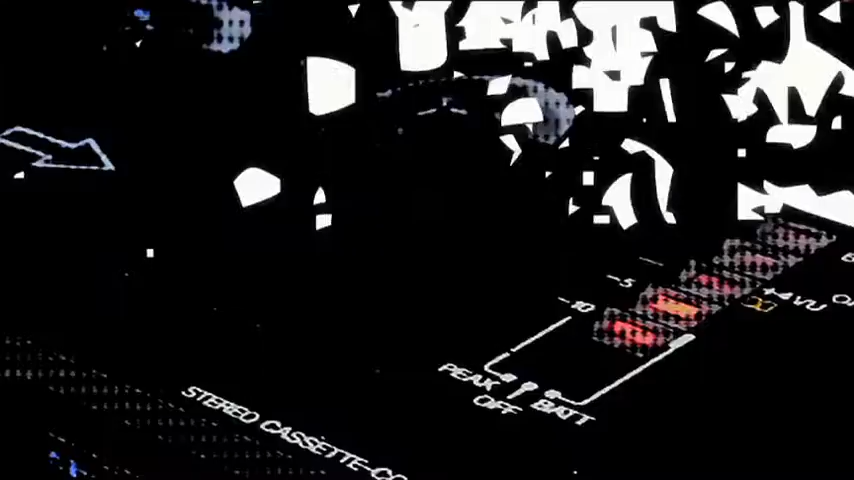 -5
-10
+4VU
PEAK
OFF BATT
STEREO CASSETTE-CO